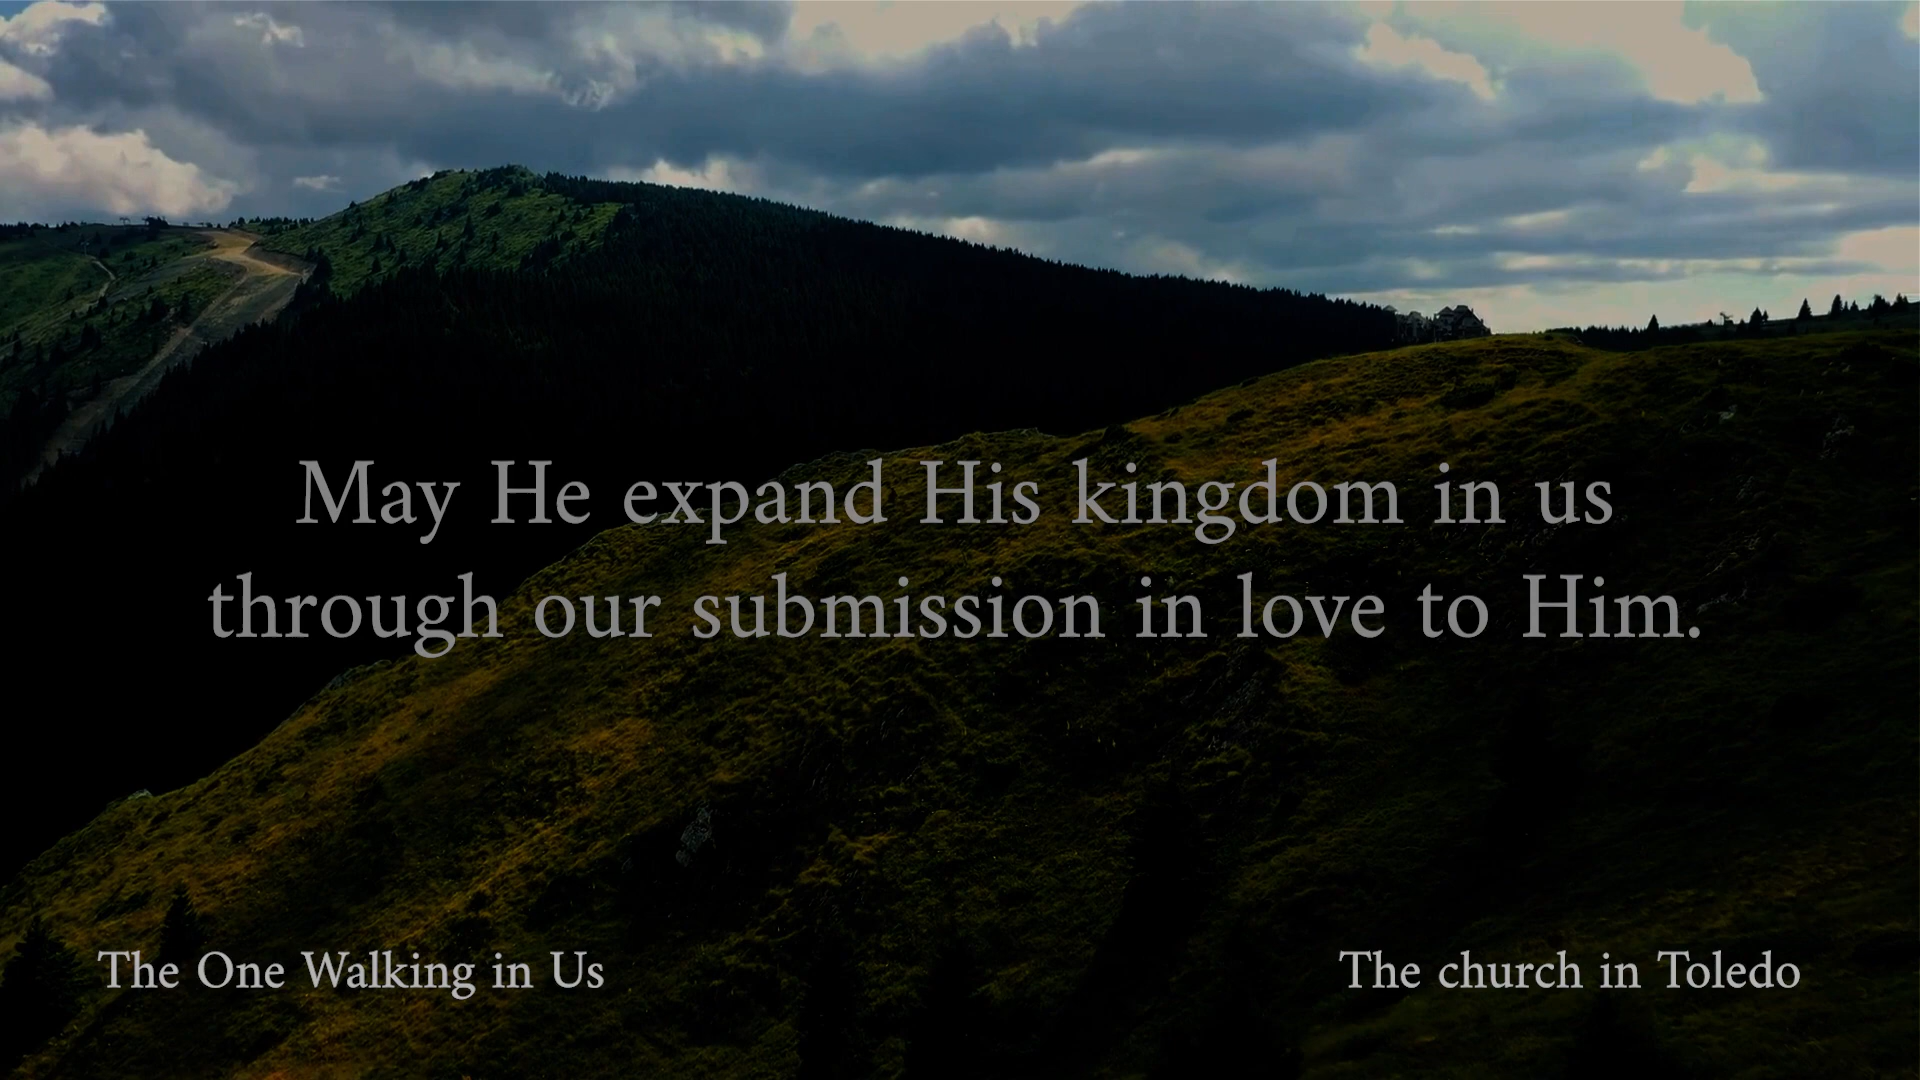 May He expand His kingdom in us
through our submission in love to Him.
The One Walking in Us
The church in Toledo